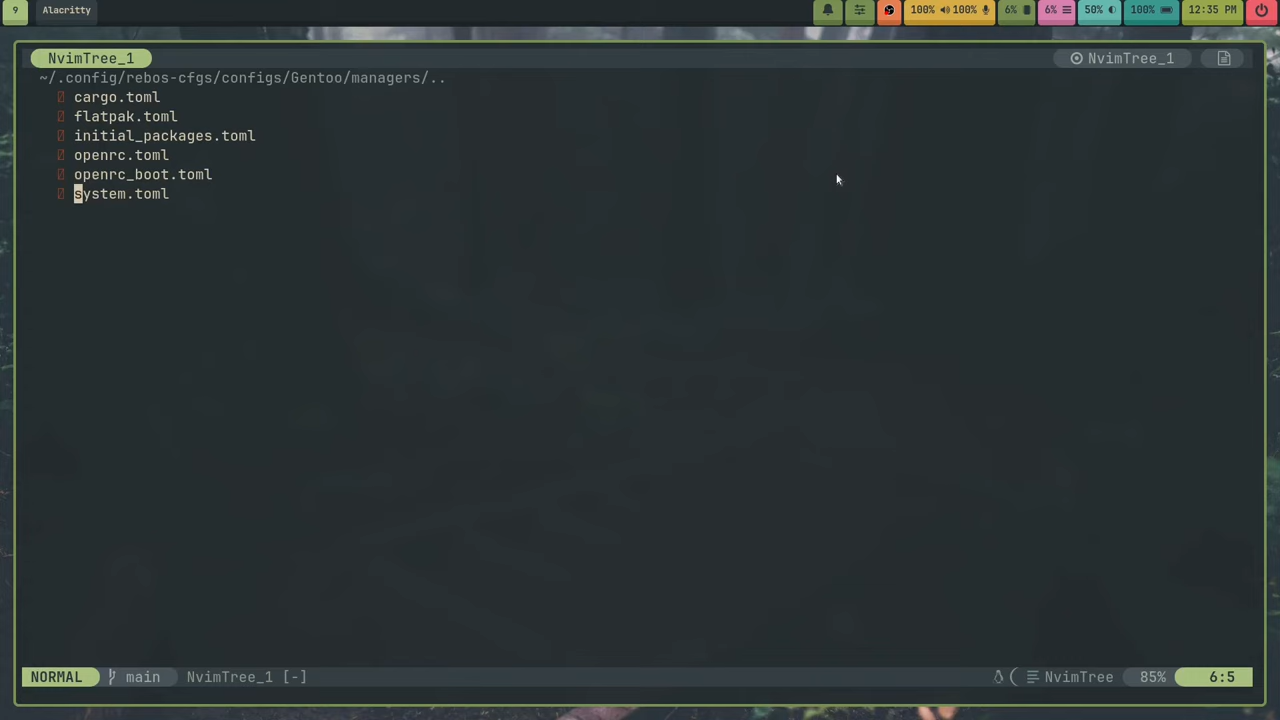 9 Alacritty 100% 100% 6% 6% 50% 100% 12:35 PM
NvimTree_1 NvimTree_1
~/.config/rebos-cfgs/configs/Gentoo/managers/..
cargo.toml
flatpak.toml
initial_packages.toml
openrc.toml
openrc_boot.toml
system.toml
NORMAL main NvimTree_1 [-] NvimTree 85% 6:5